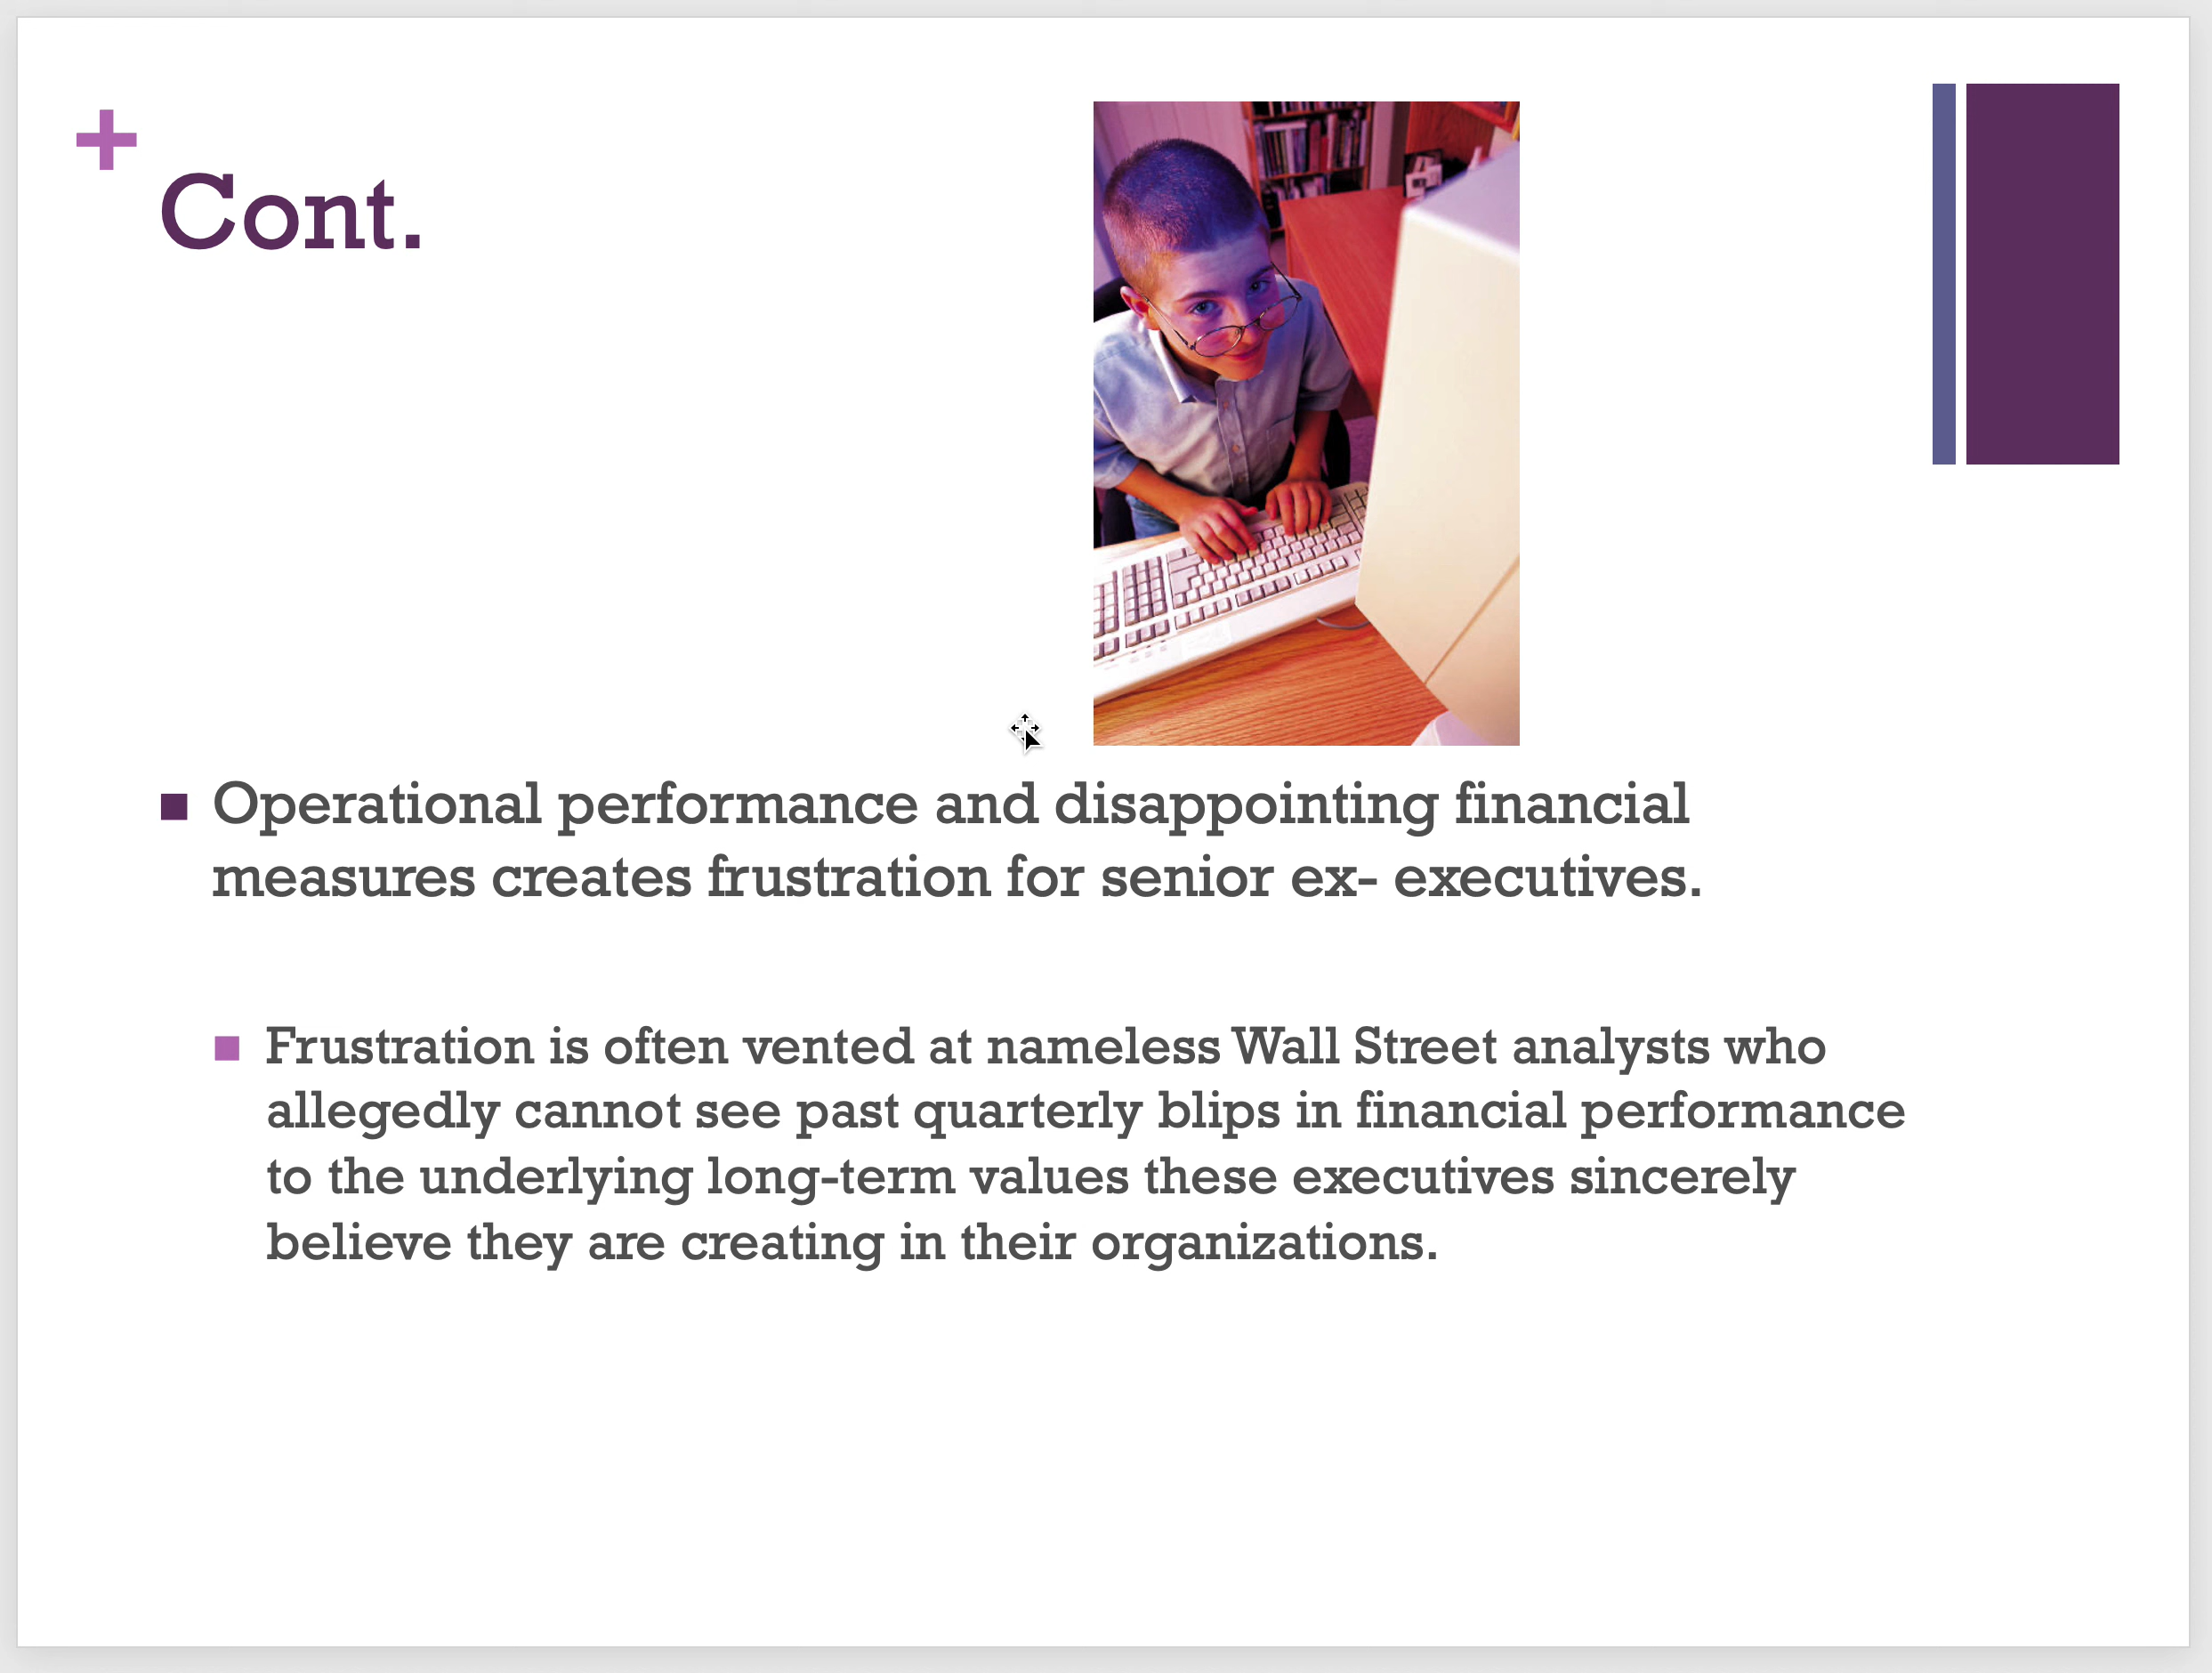 +
Cont.
■ Operational performance and disappointing financial
measures creates frustration for senior ex- executives.
■ Frustration is often vented at nameless Wall Street analysts who
allegedly cannot see past quarterly blips in financial performance
to the underlying long-term values these executives sincerely
believe they are creating in their organizations.